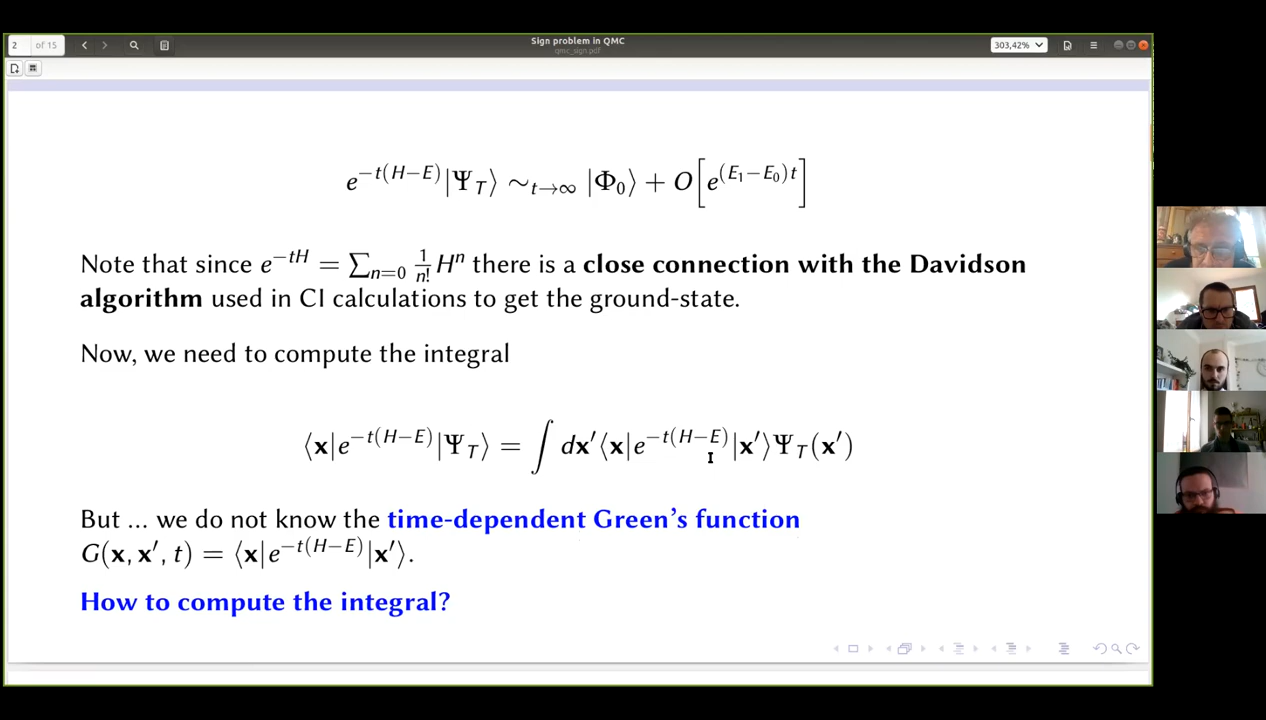 2 of 15
Sign problem in QMC
qmc_sign.pdf
303,42%
e^{−t(H−E)}|Ψ_T⟩ ∼_{t→∞} |Φ_0⟩ + O[e^{(E_1−E_0)t}]
Note that since e^{−tH} = ∑_{n=0} 1/n! H^n there is a close connection with the Davidson
algorithm used in CI calculations to get the ground-state.
Now, we need to compute the integral
⟨x|e^{−t(H−E)}|Ψ_T⟩ = ∫ dx′⟨x|e^{−t(H−E)}|x′⟩Ψ_T(x′)
But ... we do not know the time-dependent Green's function
G(x, x′, t) = ⟨x|e^{−t(H−E)}|x′⟩.
How to compute the integral?